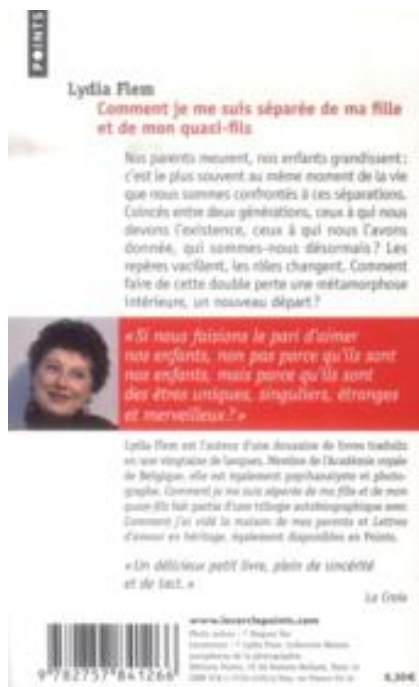 POINTS
Lydia Flem
Comment je me suis séparée de ma fille
et de mon quasi-fils
Nos parents meurent, nos enfants grandissent :
c'est le plus souvent au même moment de la vie
que nous sommes confrontés à ces séparations.
Coincés entre deux générations, ceux à qui nous
devons l'existence, ceux à qui nous l'avons
donnée, qui sommes-nous désormais ? Les
repères vacillent, les rôles changent. Comment
faire de cette double perte une métamorphose
intérieure, un nouveau départ ?
« Si nous faisions le pari d'aimer
nos enfants, non pas parce qu'ils sont
nos enfants, mais parce qu'ils sont
des êtres uniques, singuliers, étranges
et merveilleux ? »
Lydia Flem est l'auteur d'une douzaine de livres traduits
en une vingtaine de langues. Membre de l'Académie royale
de Belgique, elle est également psychanalyste et photo-
graphe. Comment je me suis séparée de ma fille et de mon
quasi-fils fait partie d'une trilogie autobiographique avec
Comment j'ai vidé la maison de mes parents et Lettres
d'amour en héritage, également disponibles en Points.
« Un délicieux petit livre, plein de sincérité
et de tact. »
La Croix
www.lecerclepoints.com
9 782757 841266